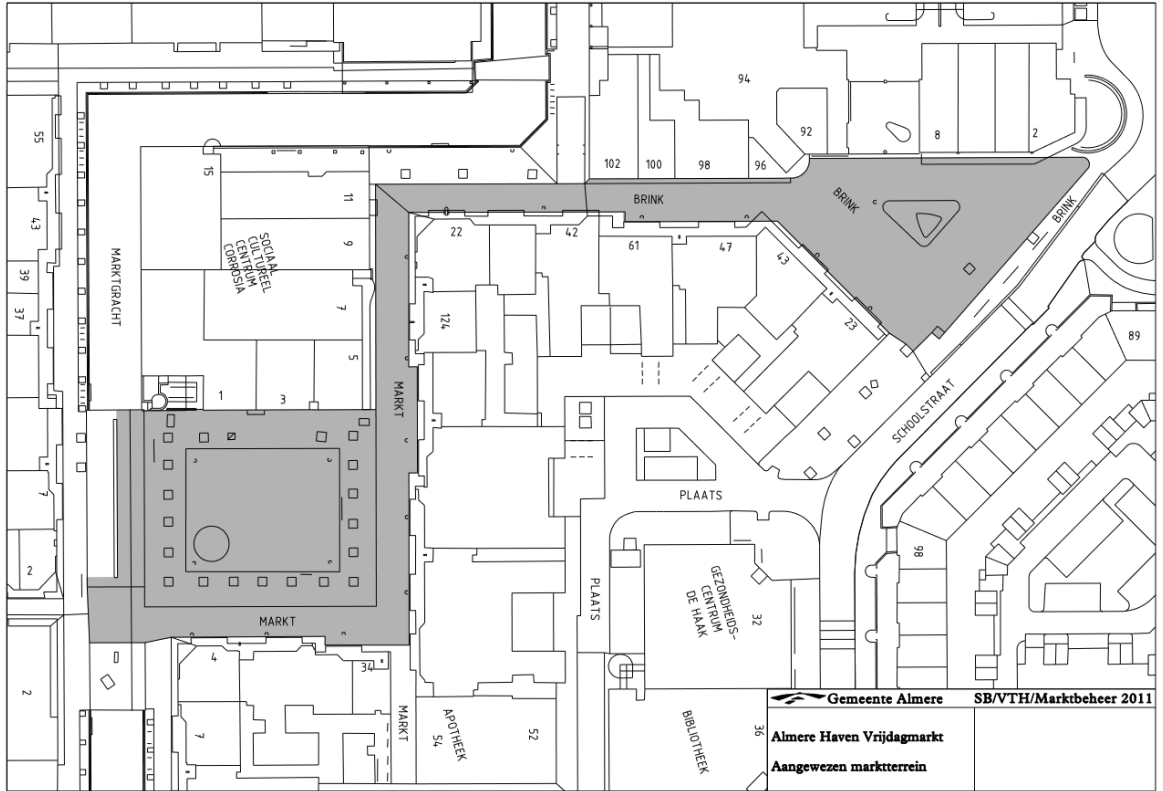 94
92
8
2
55
15
102
100
98
96
11
BRINK
BRINK
BRINK
43
9
22
42
61
47
43
SOCIAAL
CULTUREEL
CENTRUM
CORROSIA
MARKTGRACHT
39
37
7
124
23
89
5
1
3
MARKT
SCHOOLSTRAAT
7
PLAATS
2
98
PLAATS
GEZONDHEIDS-
CENTRUM
DE HAAK
32
MARKT
4
34
2
7
MARKT
APOTHEEK
54
52
BIBLIOTHEEK
36
Gemeente Almere
SB/VTH/Marktbeheer 2011
Almere Haven Vrijdagmarkt
Aangewezen marktterrein